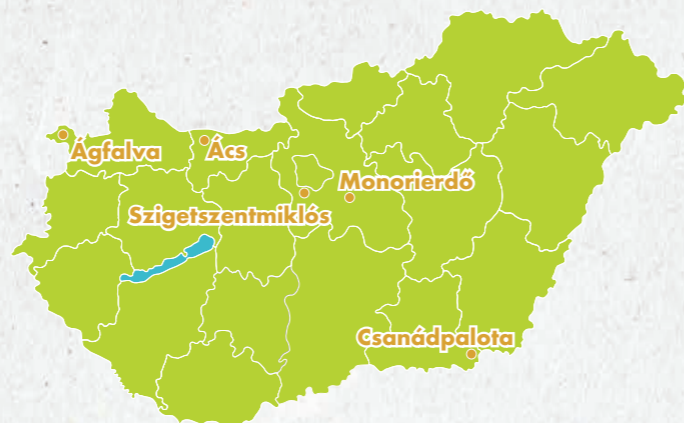 Ágfalva
Ács
Monorierdő
Szigetszentmiklós
Csanádpalota